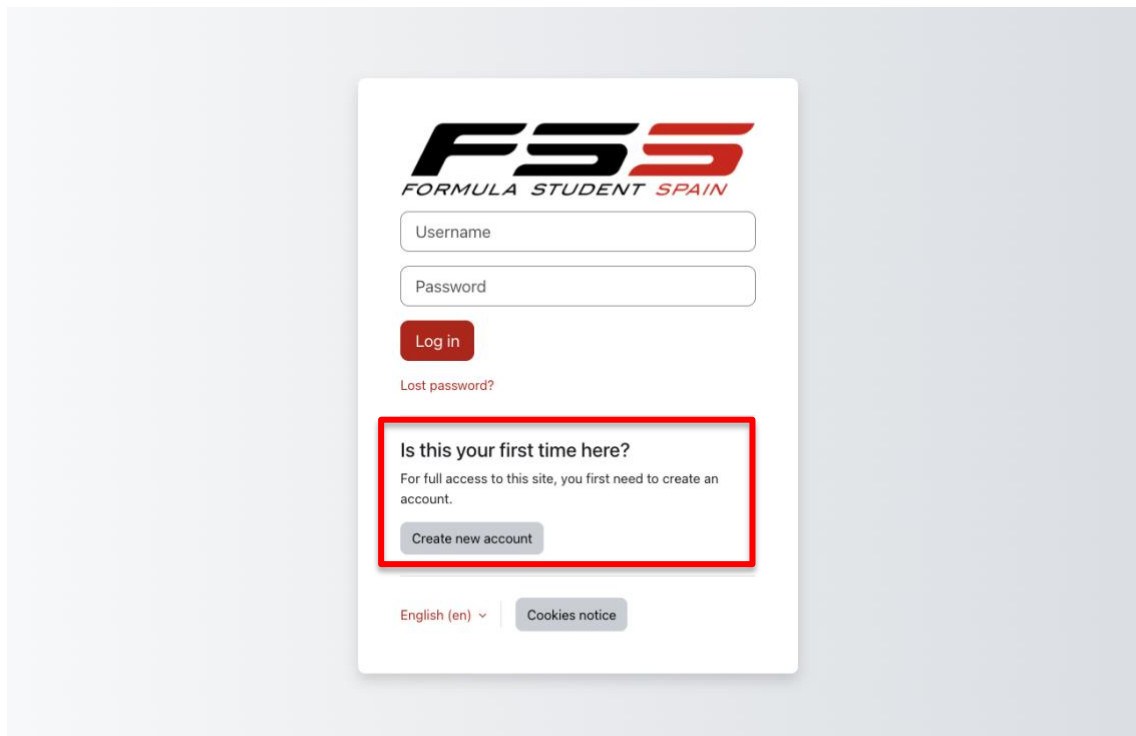 FSS
FORMULA STUDENT SPAIN
Username
Password
Log in
Lost password?
Is this your first time here?
For full access to this site, you first need to create an
account.
Create new account
English (en)
Cookies notice